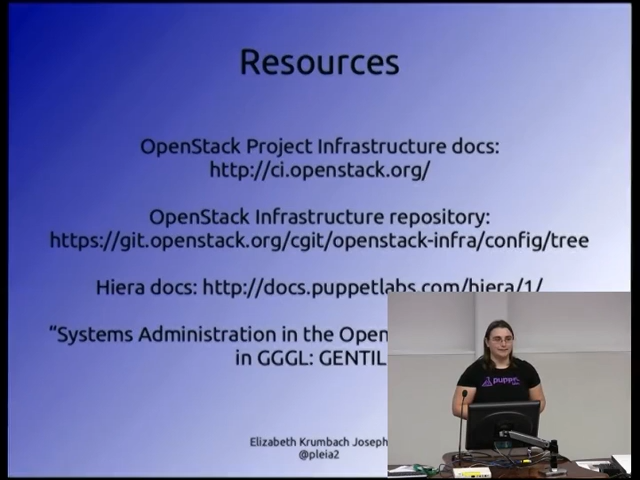 Resources
OpenStack Project Infrastructure docs:
http://ci.openstack.org/
OpenStack Infrastructure repository:
https://git.openstack.org/cgit/openstack-infra/config/tree
Hiera docs: http://docs.puppetlabs.com/hiera/1/
“Systems Administration in the Open
in GGGL: GENTIL
Elizabeth Krumbach Joseph
@pleia2
puppet